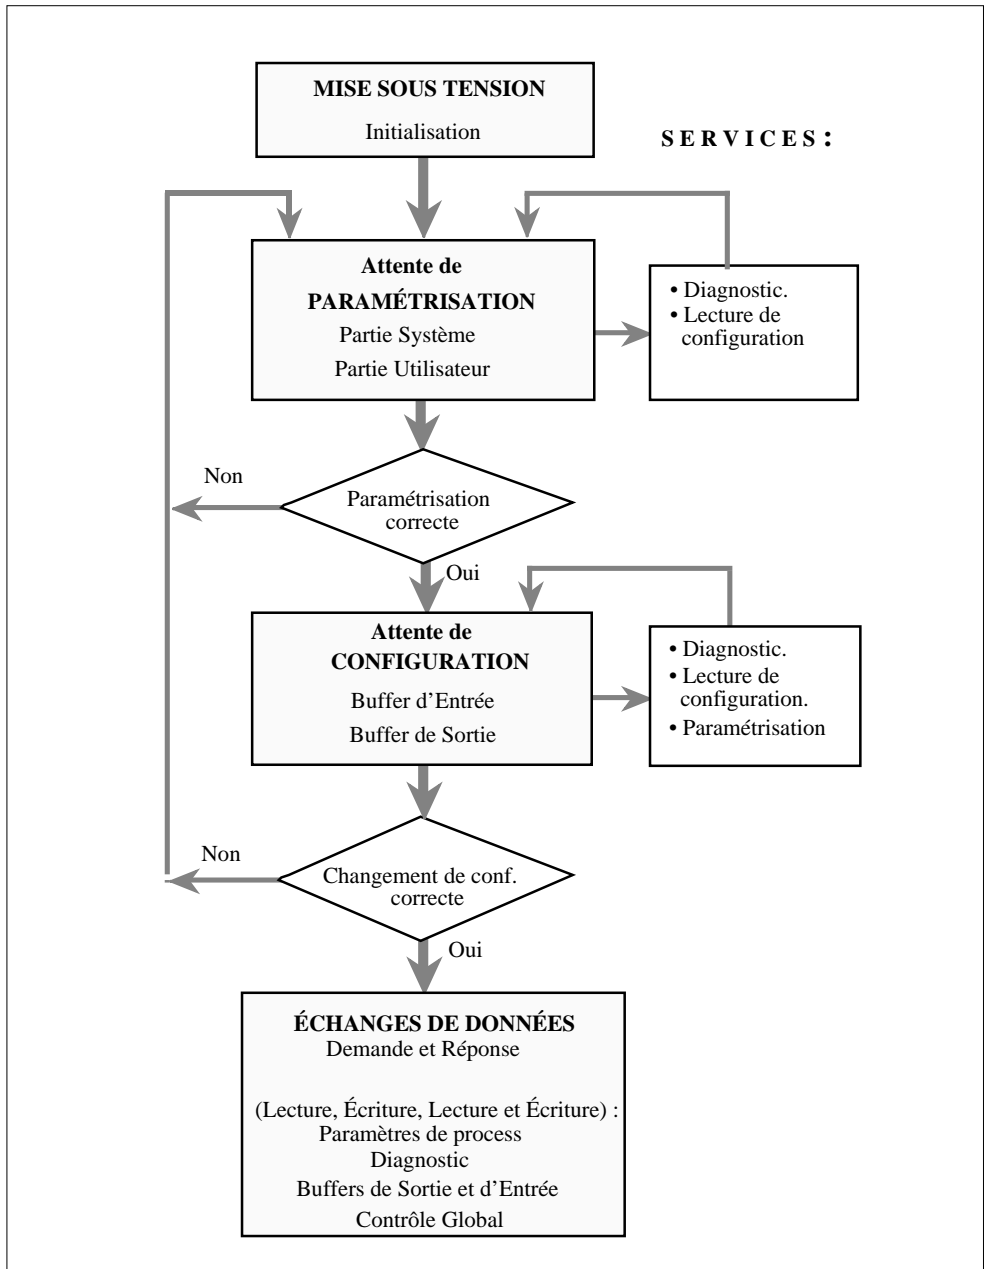 MISE SOUS TENSION
Initialisation
SERVICES :
Attente de
PARAMÉTRISATION
Partie Système
Partie Utilisateur
• Diagnostic.
• Lecture de
configuration
Non
Paramétrisation
correcte
Oui
Attente de
CONFIGURATION
Buffer d’Entrée
Buffer de Sortie
• Diagnostic.
• Lecture de
configuration.
• Paramétrisation
Non
Changement de conf.
correcte
Oui
ÉCHANGES DE DONNÉES
Demande et Réponse
(Lecture, Écriture, Lecture et Écriture) :
Paramètres de process
Diagnostic
Buffers de Sortie et d’Entrée
Contrôle Global